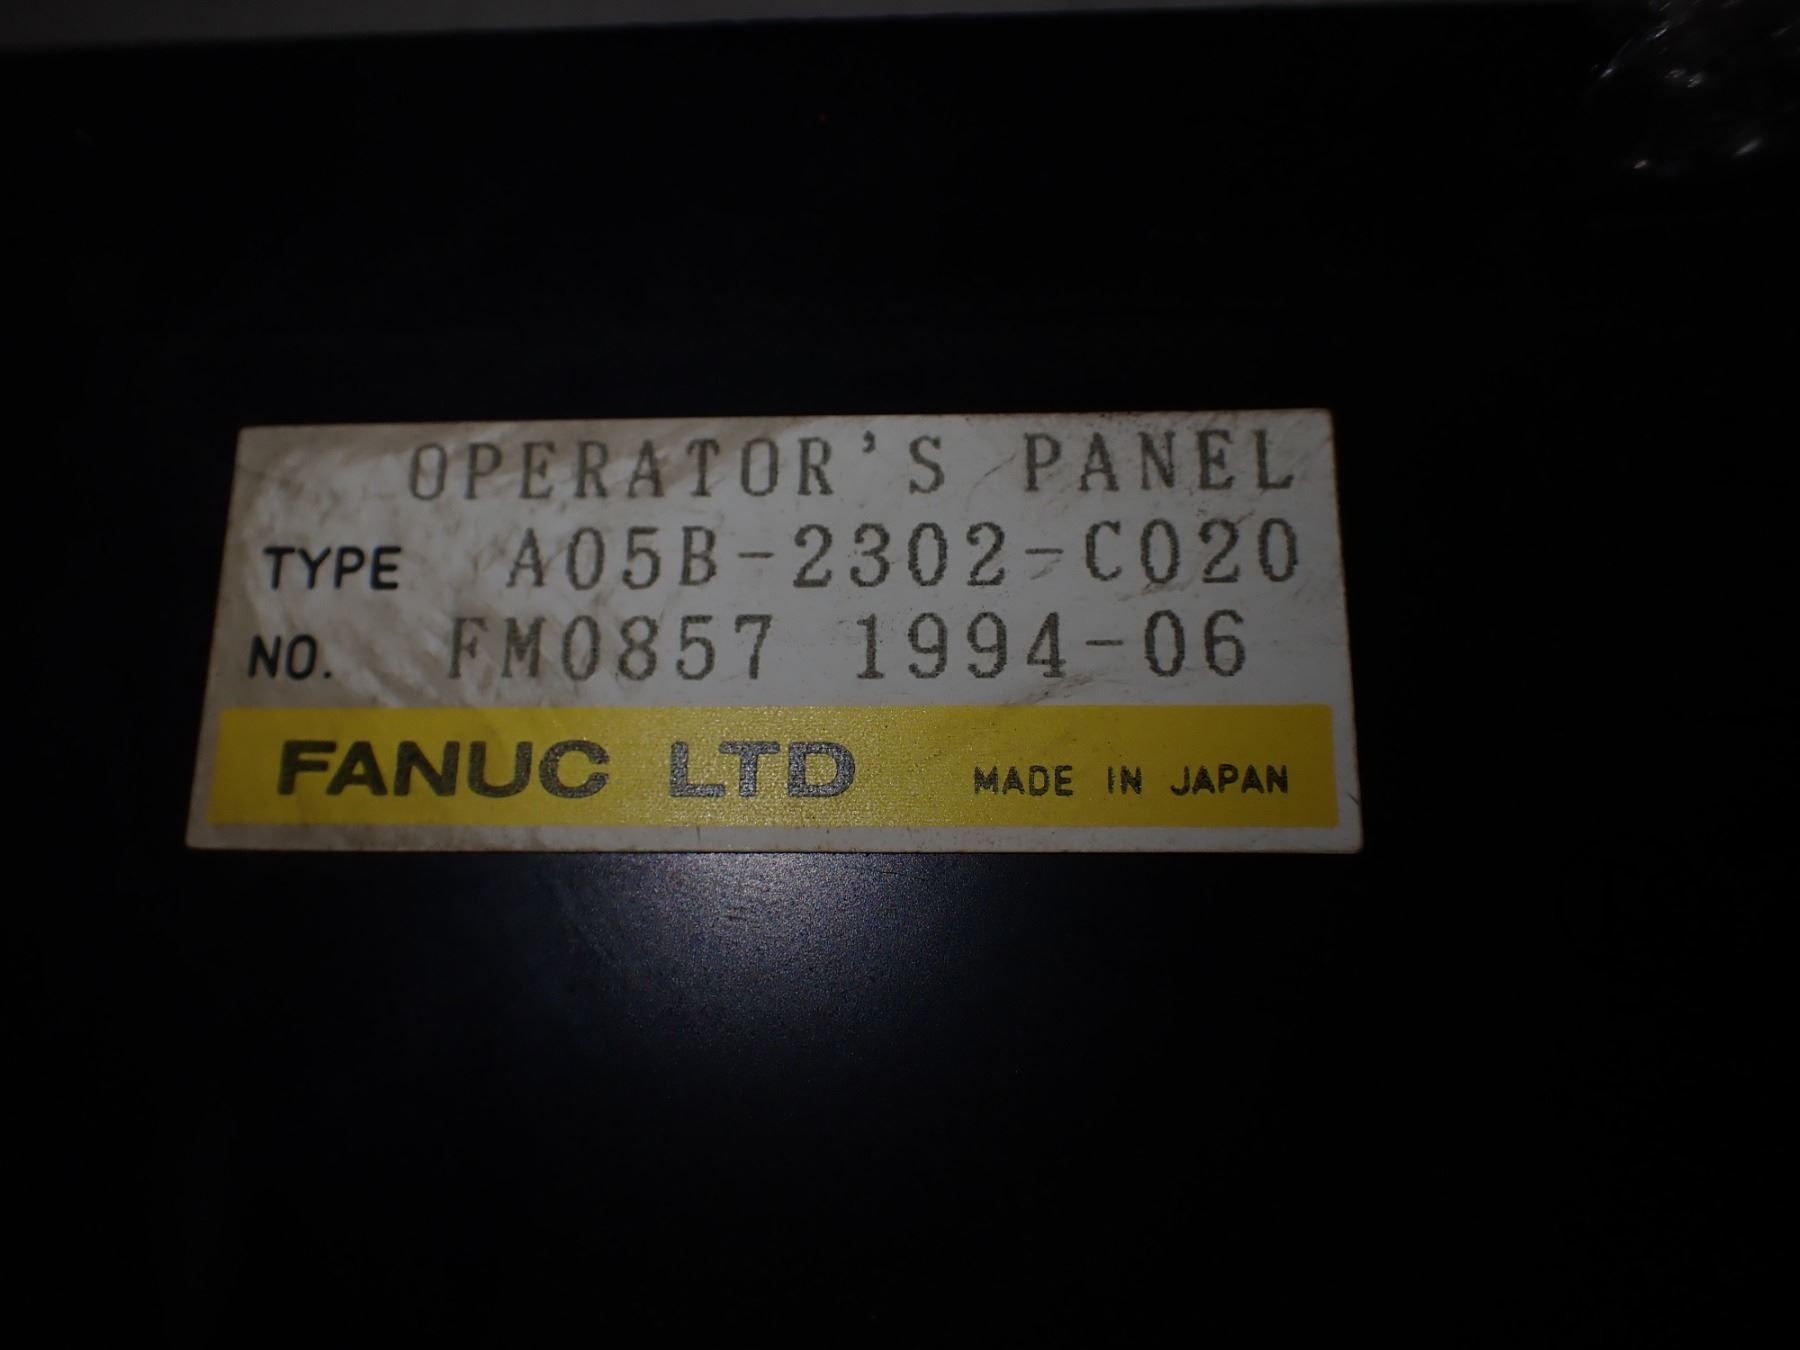 OPERATOR'S PANEL
TYPE A05B-2302-C020
NO. FM0857 1994-06
FANUC LTD MADE IN JAPAN